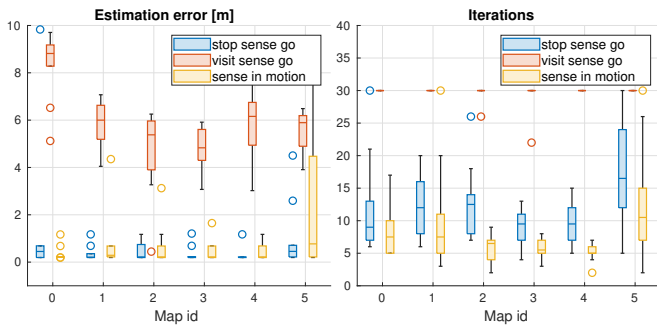 Estimation error [m]
10
8
6
4
2
0
stop sense go
visit sense go
sense in motion
0 1 2 3 4 5
Map id
Iterations
40
35
30
25
20
15
10
5
0
stop sense go
visit sense go
sense in motion
0 1 2 3 4 5
Map id